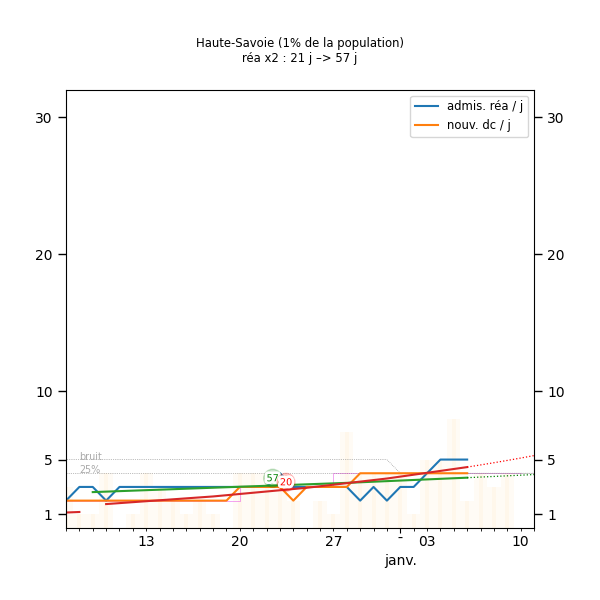 Haute-Savoie (1% de la population)
réa x2 : 21 j –> 57 j
admis. réa / j
nouv. dc / j
30 30
20 20
10 10
5 5
1 1
bruit
25%
57 20
13 20 27 - 03 10
janv.